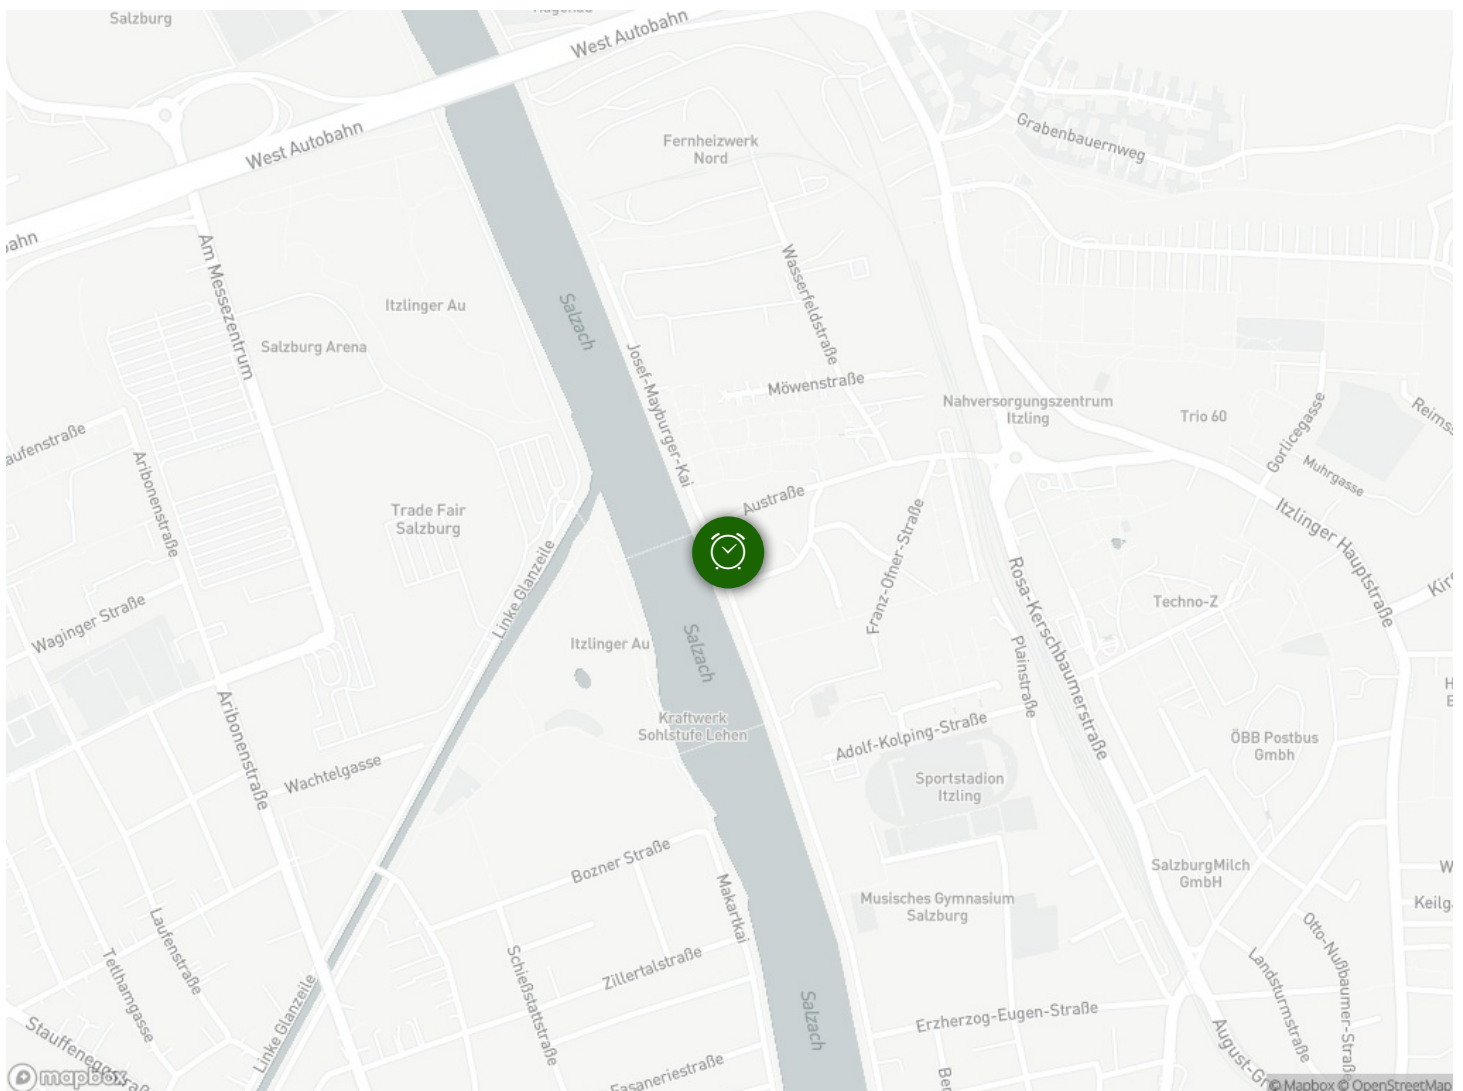 Salzburg
West Autobahn
West Autobahn
Fernheizwerk
Nord
Grabenbauernweg
Am Messezentrum
Itzlinger Au
Salzburg Arena
Salzach
Josef-Mayburger-Kai
Wasserfeldstraße
Möwenstraße
Nahversorgungszentrum
Itzling
Trio 60
Gorlicegasse
Muhrgasse
Itzlinger Hauptstraße
Aribonenstraße
Trade Fair
Salzburg
Austraße
Franz-Ofner-Straße
Linke Glanzeile
Waginger Straße
Itzlinger Au
Salzach
Rosa-Kerschbaumerstraße
Techno-Z
Plainstraße
Kraftwerk
Sohlstufe Lehen
Adolf-Kolping-Straße
ÖBB Postbus
Gmbh
Aribonenstraße
Wachtelgasse
Sportstadion
Itzling
Bozner Straße
Makartkai
SalzburgMilch
GmbH
Musisches Gymnasium
Salzburg
Laufenstraße
Tetlhamgasse
Schießstattstraße
Zillertalstraße
Otto-Nußbaumer-Straße
Landsturmstraße
Linke Glanzeile
Salzach
Erzherzog-Eugen-Straße
Fasaneriestraße
mapbox
© Mapbox © OpenStreetMap